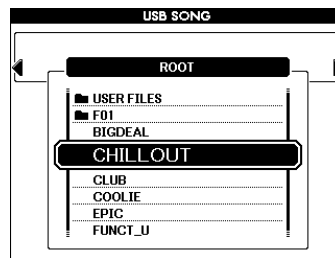 USB SONG
ROOT
USER FILES
F01
BIGDEAL
CHILLOUT
CLUB
COOLIE
EPIC
FUNCT_U